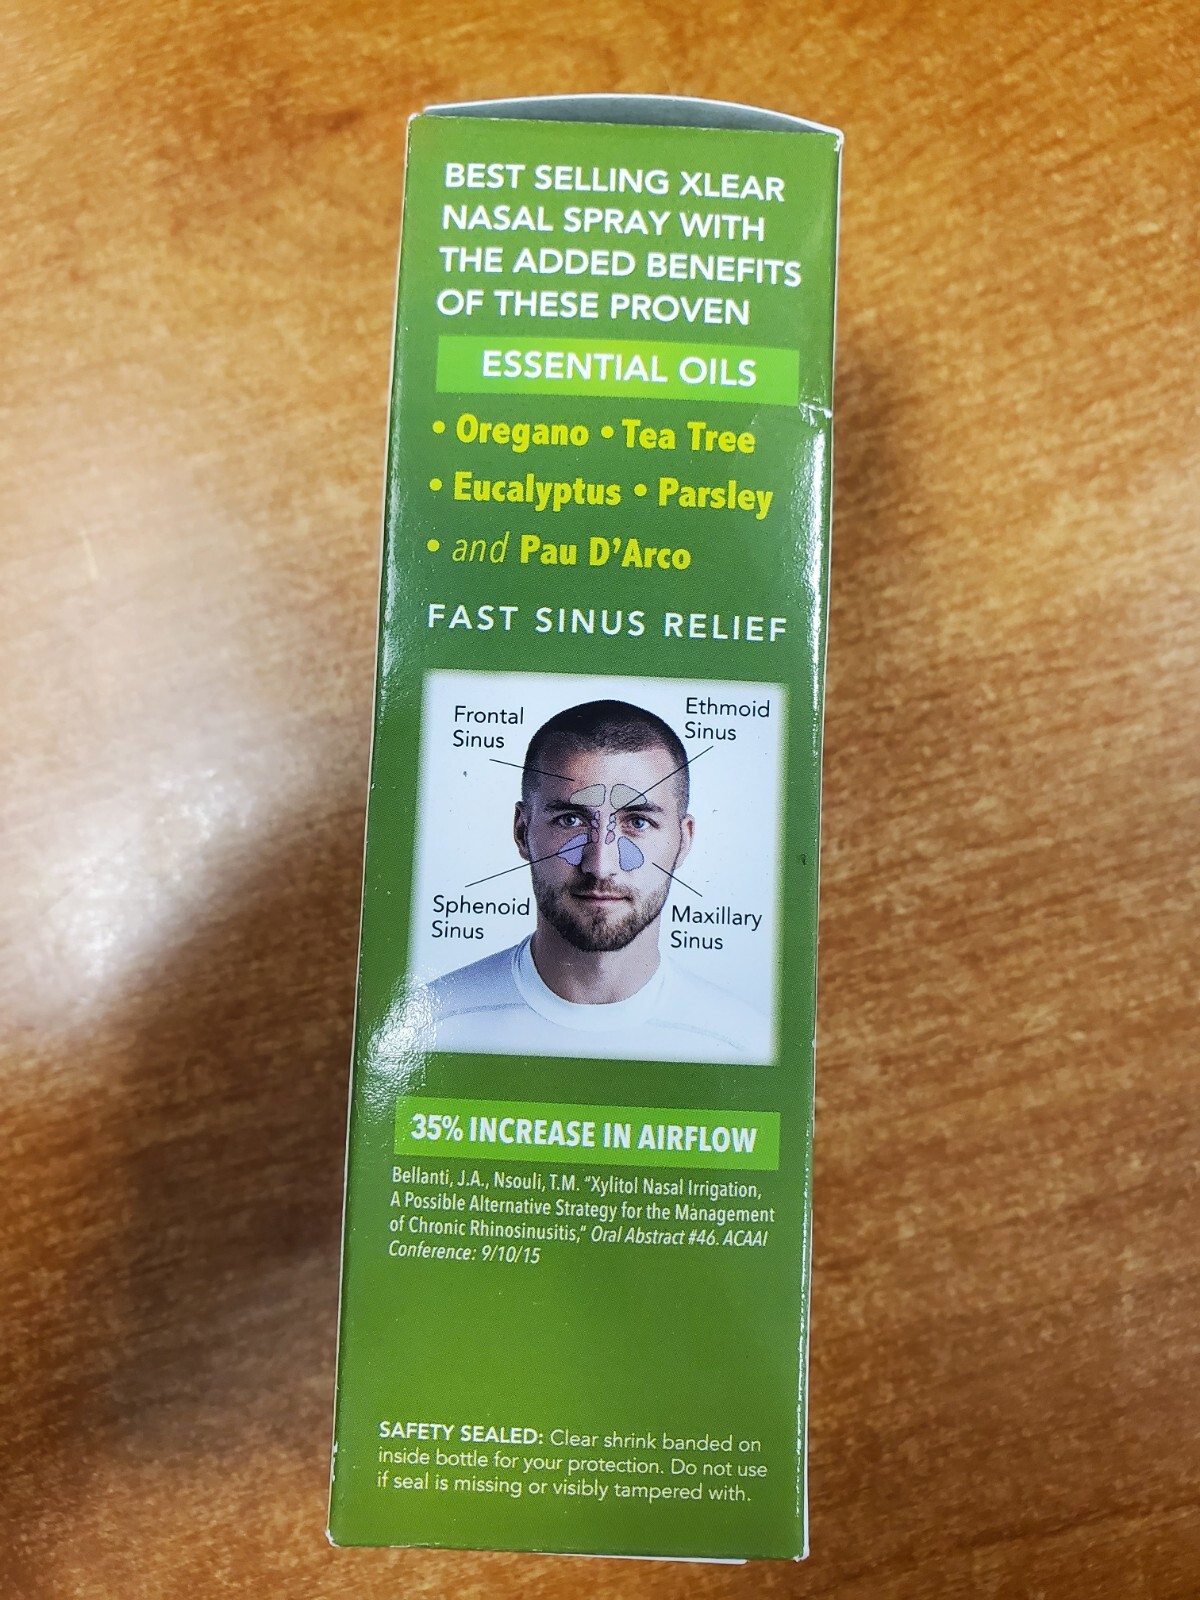 BEST SELLING XLEAR
NASAL SPRAY WITH
THE ADDED BENEFITS
OF THESE PROVEN
ESSENTIAL OILS
• Oregano • Tea Tree
• Eucalyptus • Parsley
• and Pau D'Arco
FAST SINUS RELIEF
Frontal
Sinus
Ethmoid
Sinus
Sphenoid
Sinus
Maxillary
Sinus
35% INCREASE IN AIRFLOW
Bellanti, J.A., Nsouli, T.M. "Xylitol Nasal Irrigation,
A Possible Alternative Strategy for the Management
of Chronic Rhinosinusitis," Oral Abstract #46. ACAAI
Conference: 9/10/15
SAFETY SEALED: Clear shrink banded on
inside bottle for your protection. Do not use
if seal is missing or visibly tampered with.